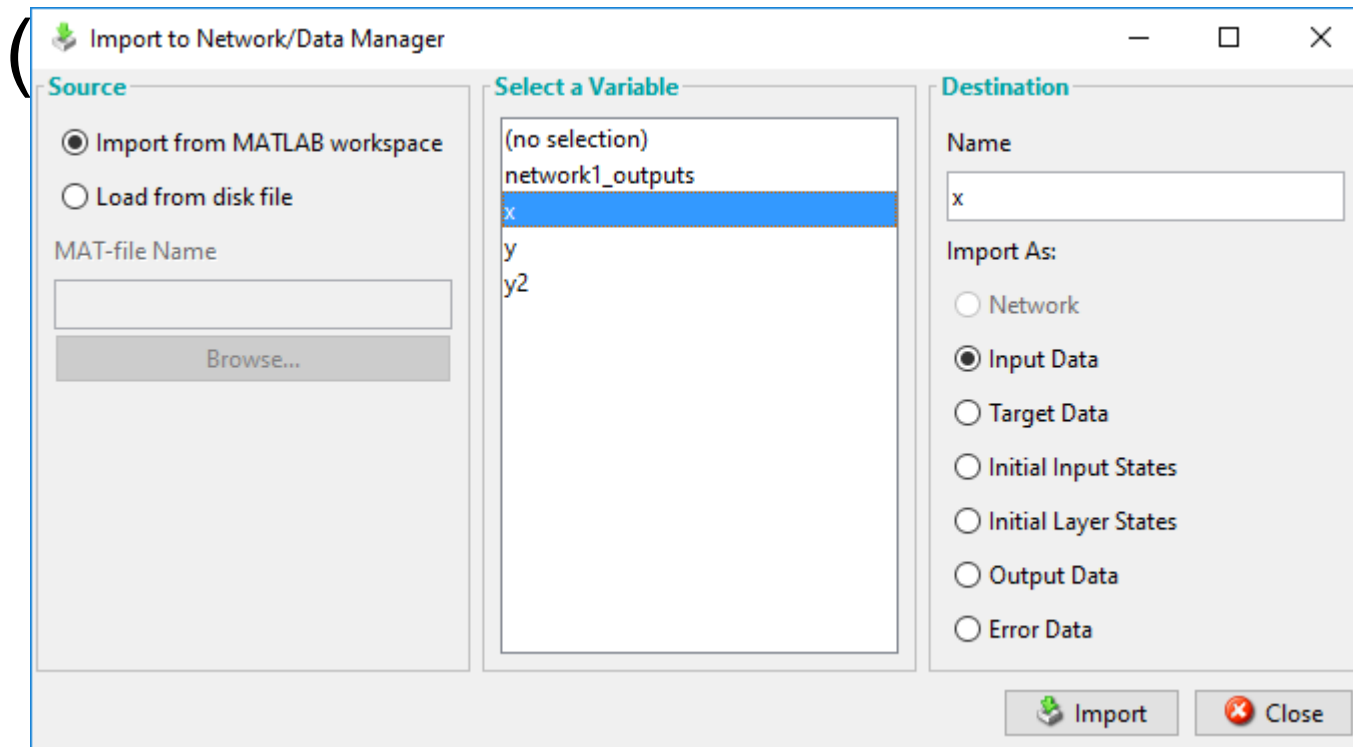 (
Import to Network/Data Manager
Source
Import from MATLAB workspace
Load from disk file
MAT-file Name
Browse...
Select a Variable
(no selection)
network1_outputs
x
y
y2
Destination
Name
x
Import As:
Network
Input Data
Target Data
Initial Input States
Initial Layer States
Output Data
Error Data
Import
Close